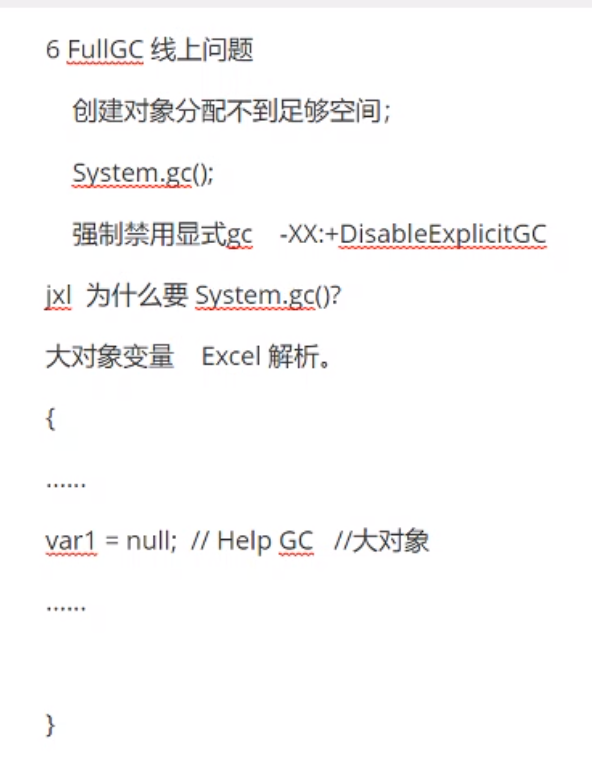 6 FullGC 线上问题
创建对象分配不到足够空间;
System.gc();
强制禁用显式gc -XX:+DisableExplicitGC
jxl 为什么要 System.gc()?
大对象变量 Excel 解析。
{
......
var1 = null; // Help GC //大对象
......
}